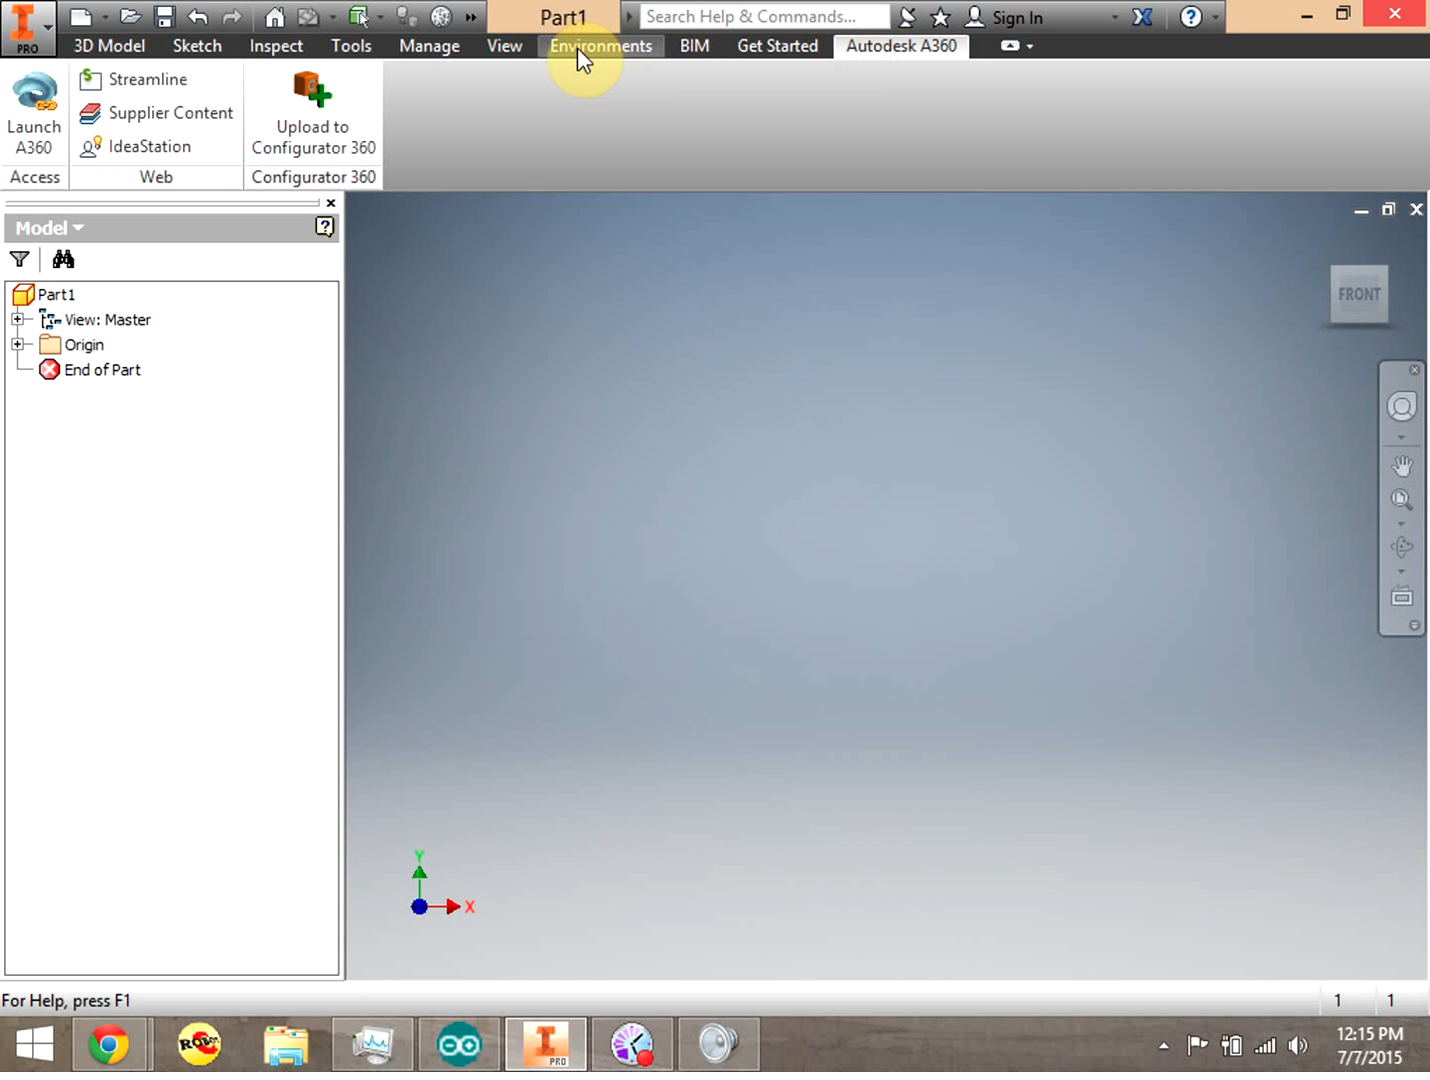 PRO
Part1
Search Help & Commands...
Sign In
3D Model
Sketch
Inspect
Tools
Manage
View
Environments
BIM
Get Started
Autodesk A360
Launch
A360
Streamline
Supplier Content
IdeaStation
Upload to
Configurator 360
Access
Web
Configurator 360
Model
Part1
View: Master
Origin
End of Part
FRONT
Y
X
For Help, press F1
1
1
PRO
12:15 PM
7/7/2015